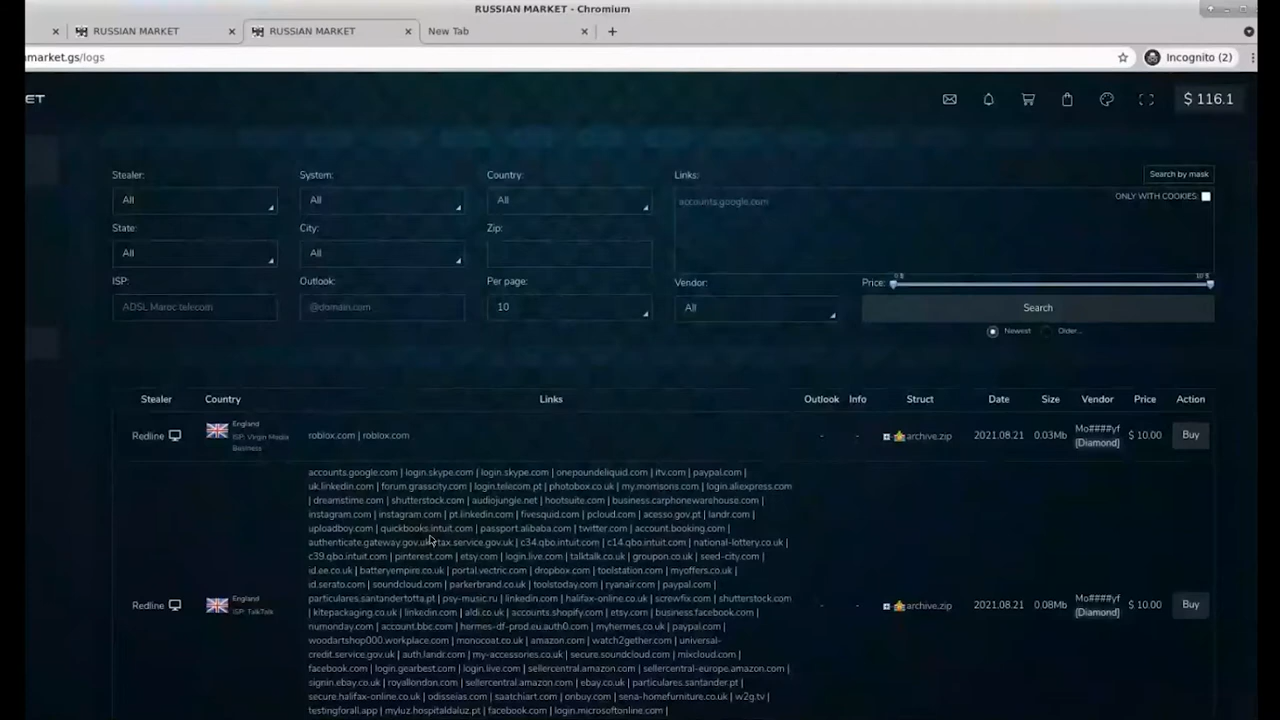 RUSSIAN MARKET - Chromium
RUSSIAN MARKET
RUSSIAN MARKET
New Tab
market.gs/logs
Incognito (2)
ET
$ 116.1
Stealer:
System:
Country:
Links:
Search by mask
All
All
All
accounts.google.com
ONLY WITH COOKIES:
State:
City:
Zip:
All
All
ISP:
Outlook:
Per page:
Vendor:
Price:
0 $
10 $
ADSL Maroc telecom
@domain.com
10
All
Search
Newest
Older...
Stealer
Country
Links
Outlook
Info
Struct
Date
Size
Vendor
Price
Action
Redline
England
ISP: Virgin Media
Business
roblox.com | roblox.com
-
-
archive.zip
2021.08.21
0.03Mb
Mo####yf
[Diamond]
$ 10.00
Buy
accounts.google.com | login.skype.com | login.skype.com | onepoundeliquid.com | itv.com | paypal.com |
uk.linkedin.com | forum.grasscity.com | login.telecom.pt | photobox.co.uk | my.morrisons.com | login.aliexpress.com
| dreamstime.com | shutterstock.com | audiojungle.net | hootsuite.com | business.carphonewarehouse.com |
instagram.com | instagram.com | pt.linkedin.com | fivesquid.com | pcloud.com | acesso.gov.pt | landr.com |
uploadboy.com | quickbooks.intuit.com | passport.alibaba.com | twitter.com | account.booking.com |
authenticate.gateway.gov.uk tax.service.gov.uk | c34.qbo.intuit.com | c14.qbo.intuit.com | national-lottery.co.uk |
c39.qbo.intuit.com | pinterest.com | etsy.com | login.live.com | talktalk.co.uk | groupon.co.uk | seed-city.com |
id.ee.co.uk | batteryempire.co.uk | portal.vectric.com | dropbox.com | toolstation.com | myoffers.co.uk |
id.serato.com | soundcloud.com | parkerbrand.co.uk | toolstoday.com | ryanair.com | paypal.com |
particulares.santandertotta.pt | psy-music.ru | linkedin.com | halifax-online.co.uk | screwfix.com | shutterstock.com
| kitepackaging.co.uk | linkedin.com | aldi.co.uk | accounts.shopify.com | etsy.com | business.facebook.com |
numonday.com | account.bbc.com | hermes-df-prod.eu.auth0.com | myhermes.co.uk | paypal.com |
woodartshop000.workplace.com | monocoat.co.uk | amazon.com | watch2gether.com | universal-
credit.service.gov.uk | auth.landr.com | my-accessories.co.uk | secure.soundcloud.com | mixcloud.com |
facebook.com | login.gearbest.com | login.live.com | sellercentral.amazon.com | sellercentral-europe.amazon.com |
signin.ebay.co.uk | royallondon.com | sellercentral.amazon.com | ebay.co.uk | particulares.santander.pt |
secure.halifax-online.co.uk | odisseias.com | saatchiart.com | onbuy.com | sena-homefurniture.co.uk | w2g.tv |
testingforall.app | myluz.hospitaldaluz.pt | facebook.com | login.microsoftonline.com |
Redline
England
ISP: TalkTalk
-
-
archive.zip
2021.08.21
0.08Mb
Mo####yf
[Diamond]
$ 10.00
Buy